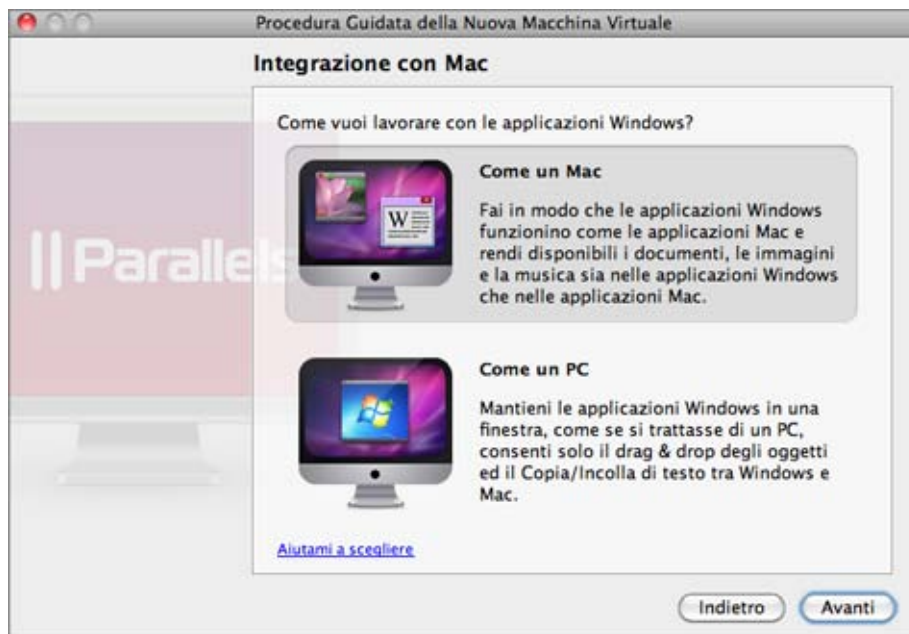 Procedura Guidata della Nuova Macchina Virtuale
Integrazione con Mac
Come vuoi lavorare con le applicazioni Windows?
Come un Mac
Fai in modo che le applicazioni Windows
funzionino come le applicazioni Mac e
rendi disponibili i documenti, le immagini
e la musica sia nelle applicazioni Windows
che nelle applicazioni Mac.
W
Come un PC
Mantieni le applicazioni Windows in una
finestra, come se si trattasse di un PC,
consenti solo il drag & drop degli oggetti
ed il Copia/Incolla di testo tra Windows e
Mac.
Parallels
Aiutami a scegliere
Indietro
Avanti